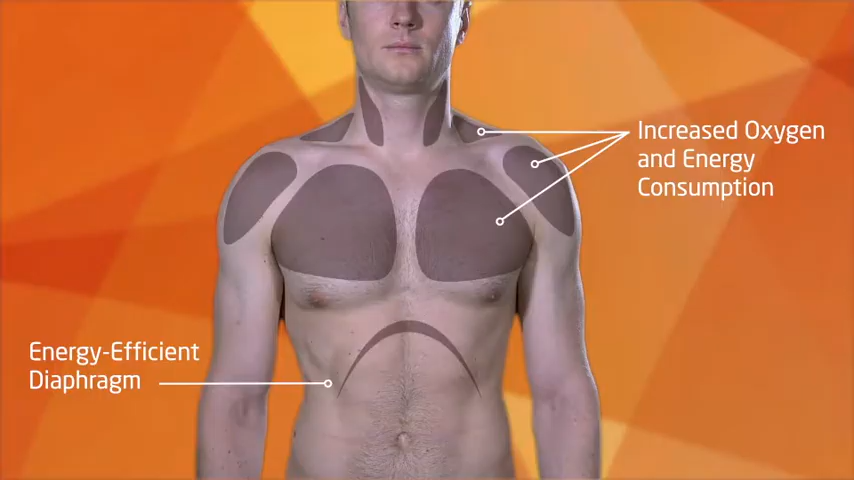 Increased Oxygen
and Energy
Consumption
Energy-Efficient
Diaphragm